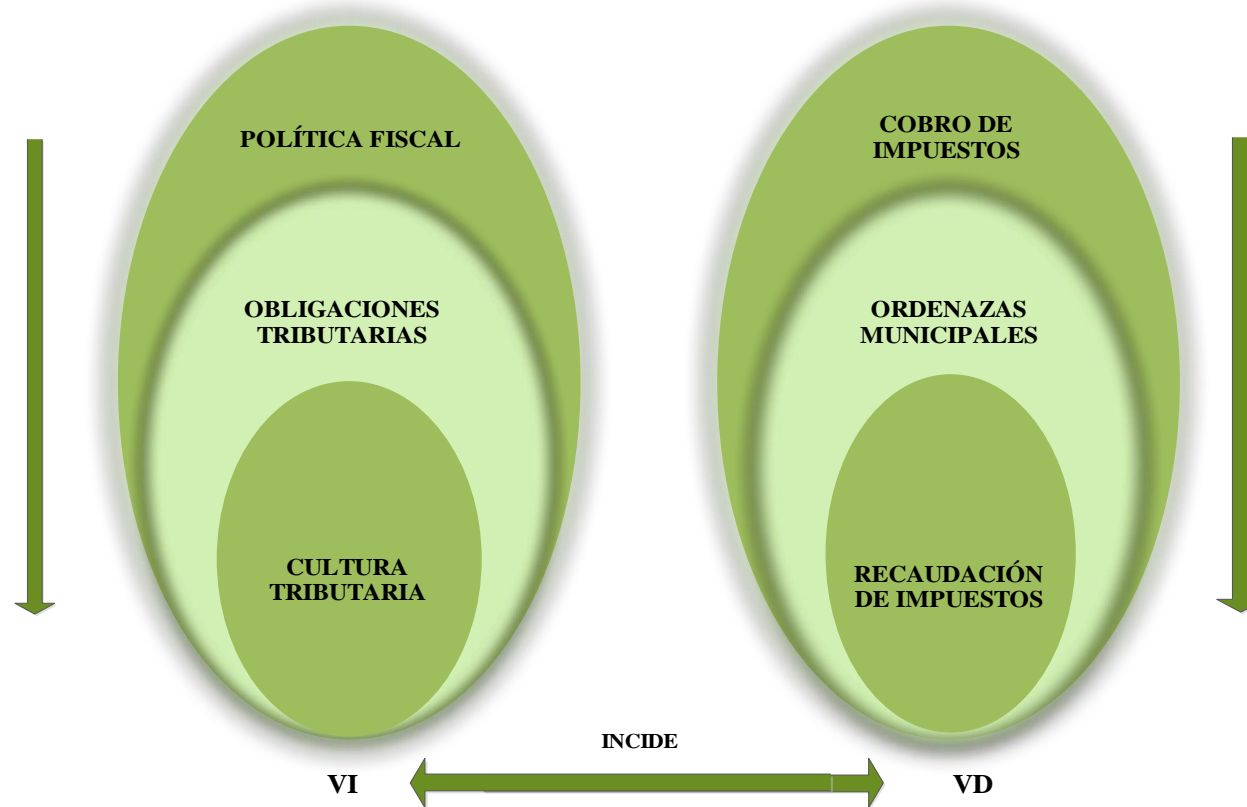 POLÍTICA FISCAL
OBLIGACIONES
TRIBUTARIAS
CULTURA
TRIBUTARIA
COBRO DE
IMPUESTOS
ORDENAZAS
MUNICIPALES
RECAUDACIÓN
DE IMPUESTOS
INCIDE
VI
VD